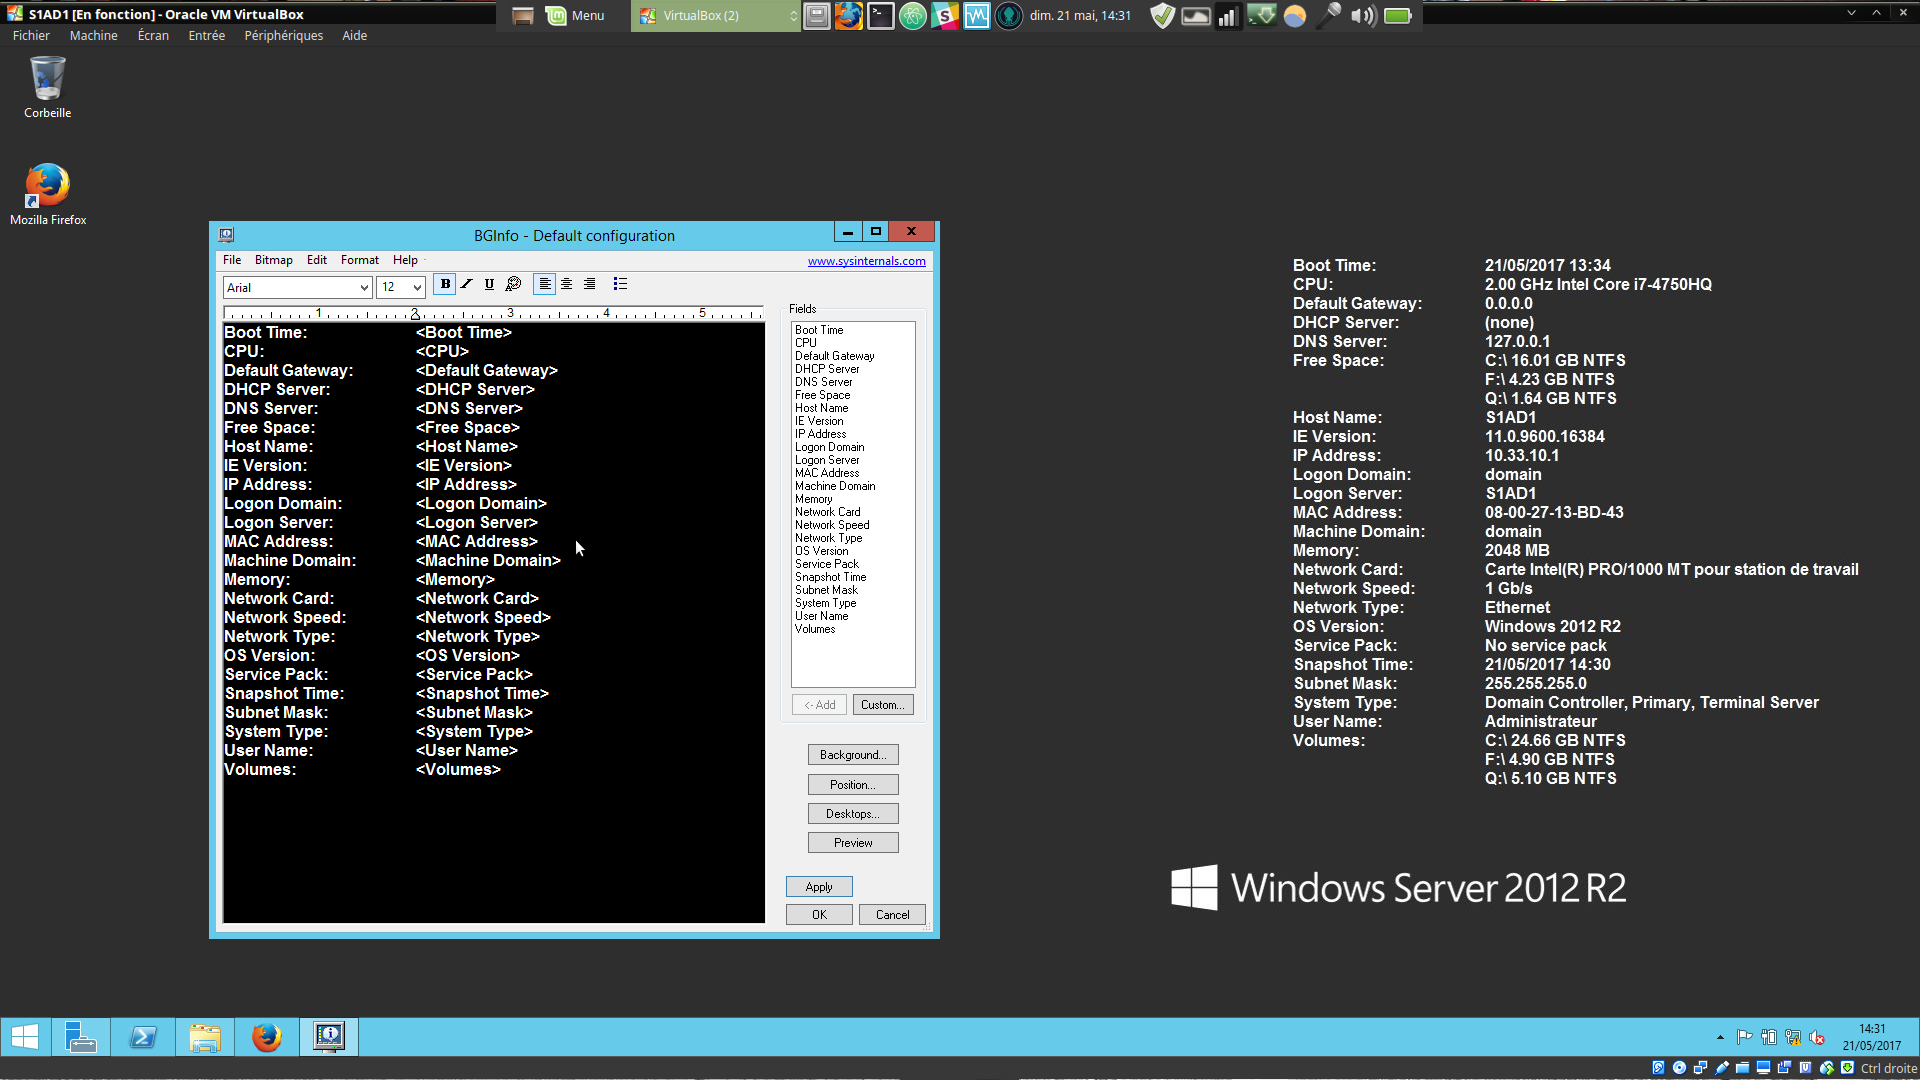 S1AD1 [En fonction] - Oracle VM VirtualBox
Menu
VirtualBox (2)
dim. 21 mai, 14:31
Fichier Machine Écran Entrée Périphériques Aide
Corbeille
Mozilla Firefox
BGInfo - Default configuration
File Bitmap Edit Format Help
www.sysinternals.com
Arial 12 B I U
1 2 3 4 5
Boot Time: <Boot Time>
CPU: <CPU>
Default Gateway: <Default Gateway>
DHCP Server: <DHCP Server>
DNS Server: <DNS Server>
Free Space: <Free Space>
Host Name: <Host Name>
IE Version: <IE Version>
IP Address: <IP Address>
Logon Domain: <Logon Domain>
Logon Server: <Logon Server>
MAC Address: <MAC Address>
Machine Domain: <Machine Domain>
Memory: <Memory>
Network Card: <Network Card>
Network Speed: <Network Speed>
Network Type: <Network Type>
OS Version: <OS Version>
Service Pack: <Service Pack>
Snapshot Time: <Snapshot Time>
Subnet Mask: <Subnet Mask>
System Type: <System Type>
User Name: <User Name>
Volumes: <Volumes>
Fields
Boot Time
CPU
Default Gateway
DHCP Server
DNS Server
Free Space
Host Name
IE Version
IP Address
Logon Domain
Logon Server
MAC Address
Machine Domain
Memory
Network Card
Network Speed
Network Type
OS Version
Service Pack
Snapshot Time
Subnet Mask
System Type
User Name
Volumes
<- Add Custom...
Background...
Position...
Desktops...
Preview
Apply
OK Cancel
Boot Time: 21/05/2017 13:34
CPU: 2.00 GHz Intel Core i7-4750HQ
Default Gateway: 0.0.0.0
DHCP Server: (none)
DNS Server: 127.0.0.1
Free Space: C:\ 16.01 GB NTFS
F:\ 4.23 GB NTFS
Q:\ 1.64 GB NTFS
Host Name: S1AD1
IE Version: 11.0.9600.16384
IP Address: 10.33.10.1
Logon Domain: domain
Logon Server: S1AD1
MAC Address: 08-00-27-13-BD-43
Machine Domain: domain
Memory: 2048 MB
Network Card: Carte Intel(R) PRO/1000 MT pour station de travail
Network Speed: 1 Gb/s
Network Type: Ethernet
OS Version: Windows 2012 R2
Service Pack: No service pack
Snapshot Time: 21/05/2017 14:30
Subnet Mask: 255.255.255.0
System Type: Domain Controller, Primary, Terminal Server
User Name: Administrateur
Volumes: C:\ 24.66 GB NTFS
F:\ 4.90 GB NTFS
Q:\ 5.10 GB NTFS
Windows Server 2012 R2
14:31
21/05/2017
Ctrl droite